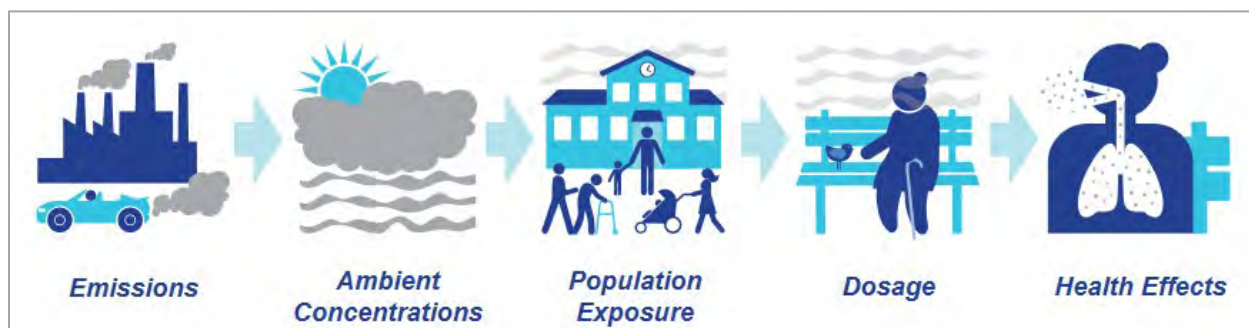 Emissions
Ambient
Concentrations
Population
Exposure
Dosage
Health Effects